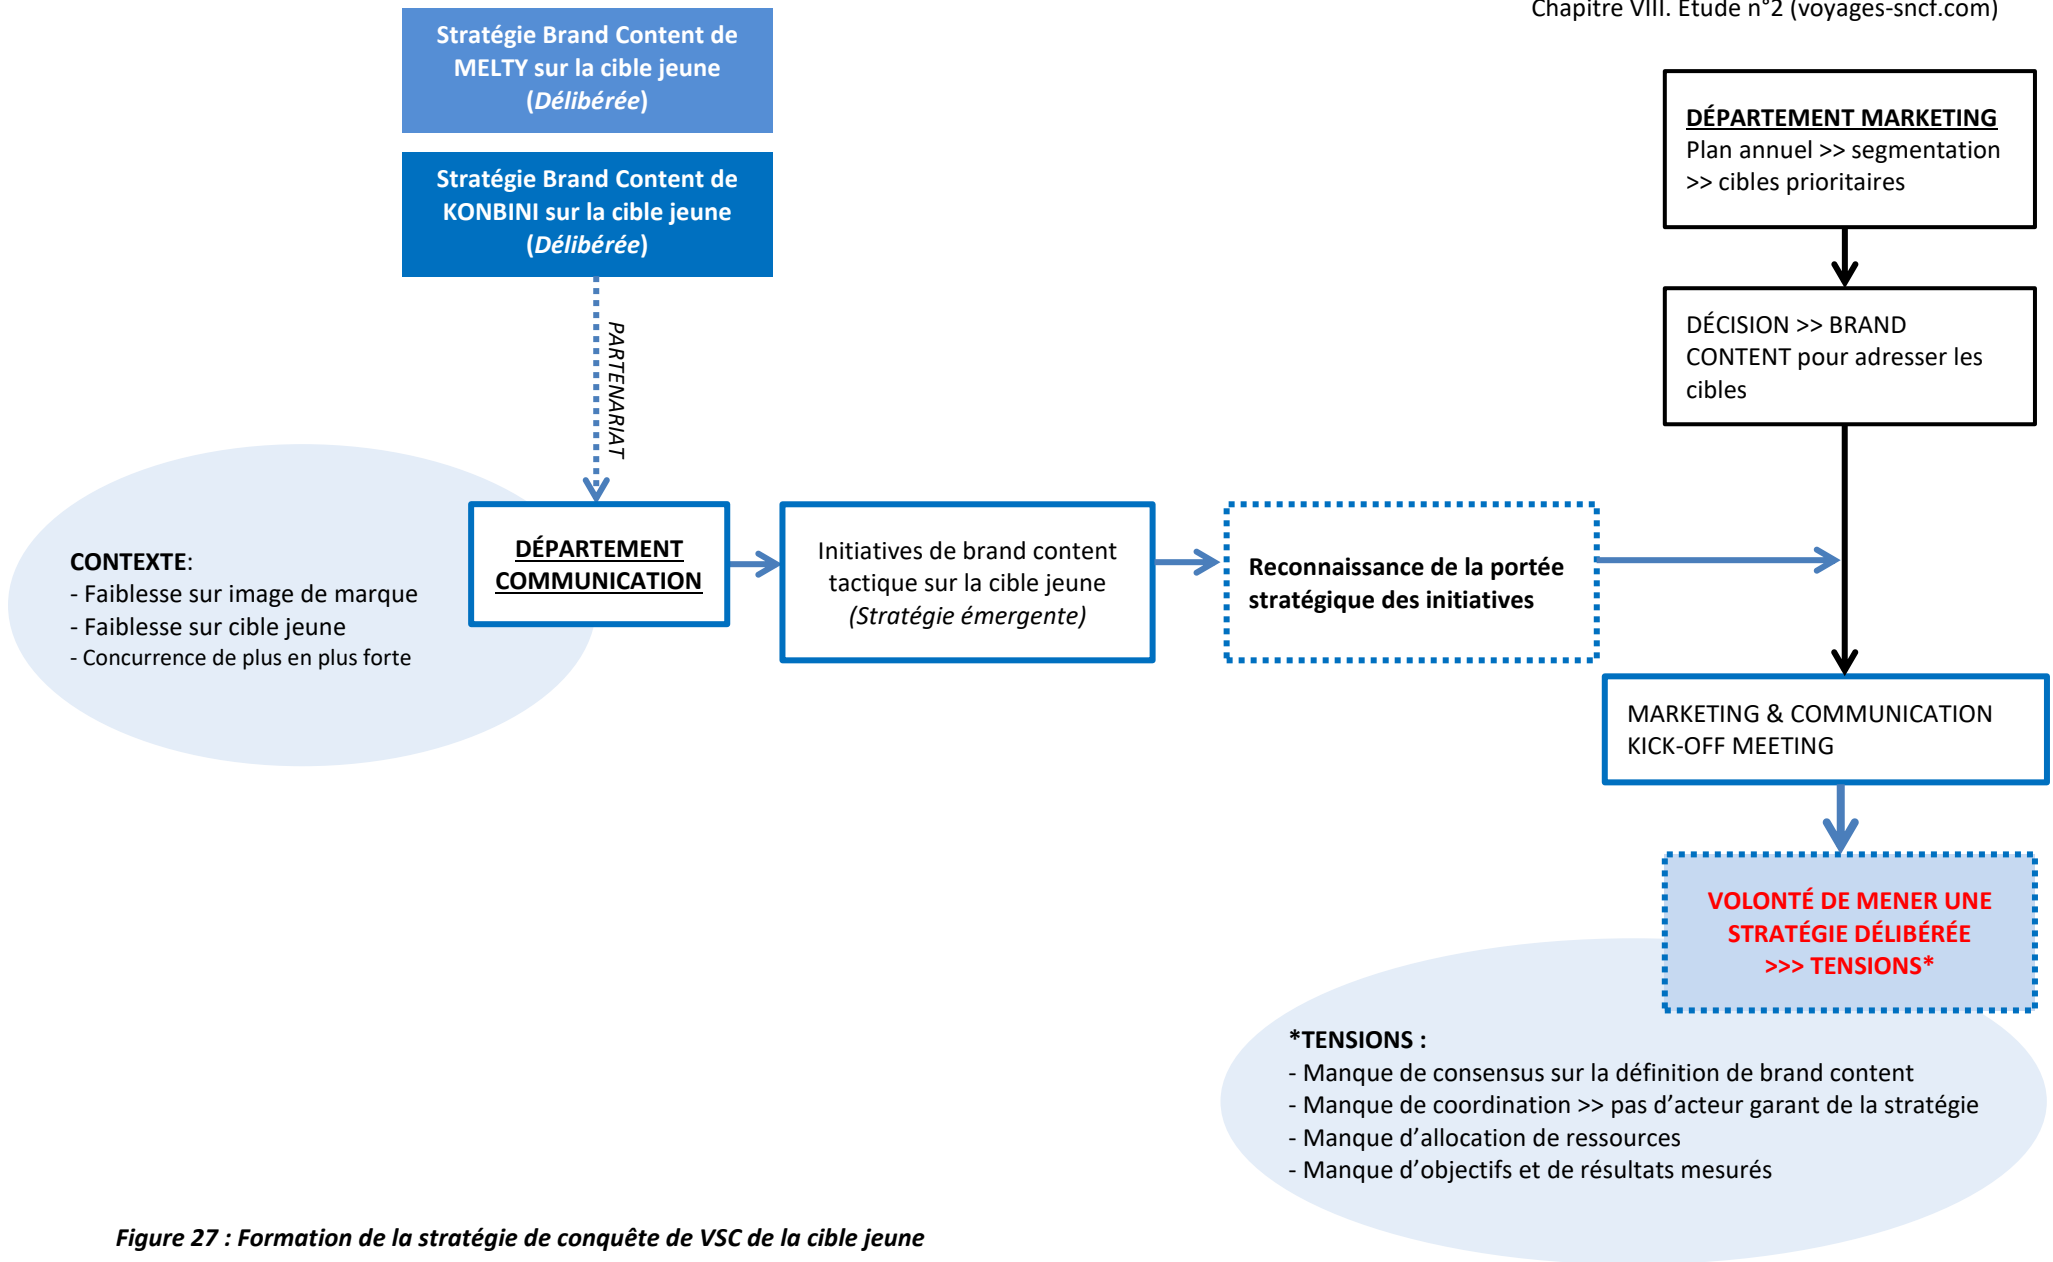 Chapitre VIII. Etude n°2 (voyages-sncf.com)
Stratégie Brand Content de
MELTY sur la cible jeune
(Délibérée)
Stratégie Brand Content de
KONBINI sur la cible jeune
(Délibérée)
PARTENARIAT
DÉPARTEMENT MARKETING
Plan annuel >> segmentation
>> cibles prioritaires
DÉCISION >> BRAND
CONTENT pour adresser les
cibles
CONTEXTE:
- Faiblesse sur image de marque
- Faiblesse sur cible jeune
- Concurrence de plus en plus forte
DÉPARTEMENT
COMMUNICATION
Initiatives de brand content
tactique sur la cible jeune
(Stratégie émergente)
Reconnaissance de la portée
stratégique des initiatives
MARKETING & COMMUNICATION
KICK-OFF MEETING
VOLONTÉ DE MENER UNE
STRATÉGIE DÉLIBÉRÉE
>>> TENSIONS*
*TENSIONS :
- Manque de consensus sur la définition de brand content
- Manque de coordination >> pas d’acteur garant de la stratégie
- Manque d’allocation de ressources
- Manque d’objectifs et de résultats mesurés
Figure 27 : Formation de la stratégie de conquête de VSC de la cible jeune